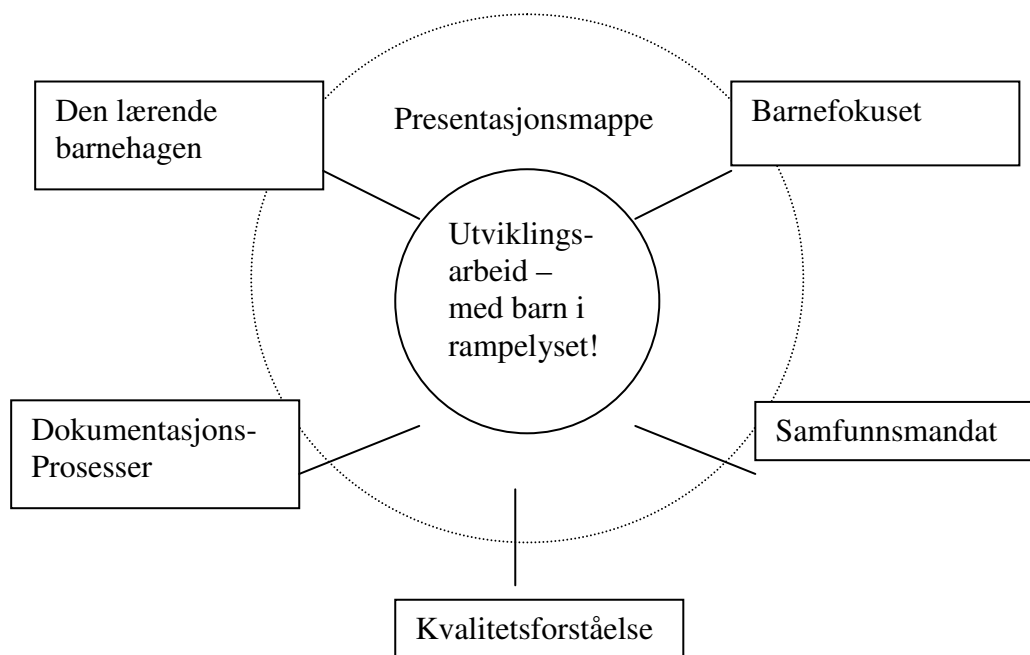 Den lærende
barnehagen
Presentasjonsmappe
Barnefokuset
Utviklings-
arbeid –
med barn i
rampelyset!
Dokumentasjons-
Prosesser
Samfunnsmandat
Kvalitetsforståelse